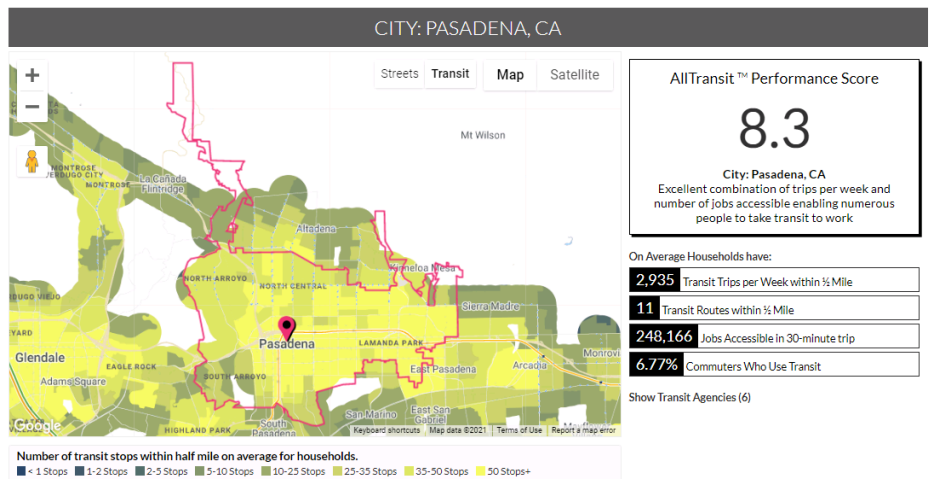 CITY: PASADENA, CA
Streets
Transit
Map
Satellite
Mt Wilson
MONTROSE
VERDUGO CITY
MONTROSE
La Cañada
Flintridge
Altadena
Kinneloa Mesa
NORTH ARROYO
NORTH CENTRAL
Sierra Madre
Pasadena
LAMANDA PARK
Glendale
EAGLE ROCK
East Pasadena
Arcadia
Monrovi
Adams Square
SOUTH ARROYO
San Marino
East San
Gabriel
South
Pasadena
HIGHLAND PARK
Google
Keyboard shortcuts
Map data ©2021
Terms of Use
Report a map error
Number of transit stops within half mile on average for households.
< 1 Stops 1-2 Stops 2-5 Stops 5-10 Stops 10-25 Stops 25-35 Stops 35-50 Stops 50 Stops+
AllTransit ™ Performance Score
8.3
City: Pasadena, CA
Excellent combination of trips per week and
number of jobs accessible enabling numerous
people to take transit to work
On Average Households have:
2,935 Transit Trips per Week within ½ Mile
11 Transit Routes within ½ Mile
248,166 Jobs Accessible in 30-minute trip
6.77% Commuters Who Use Transit
Show Transit Agencies (6)